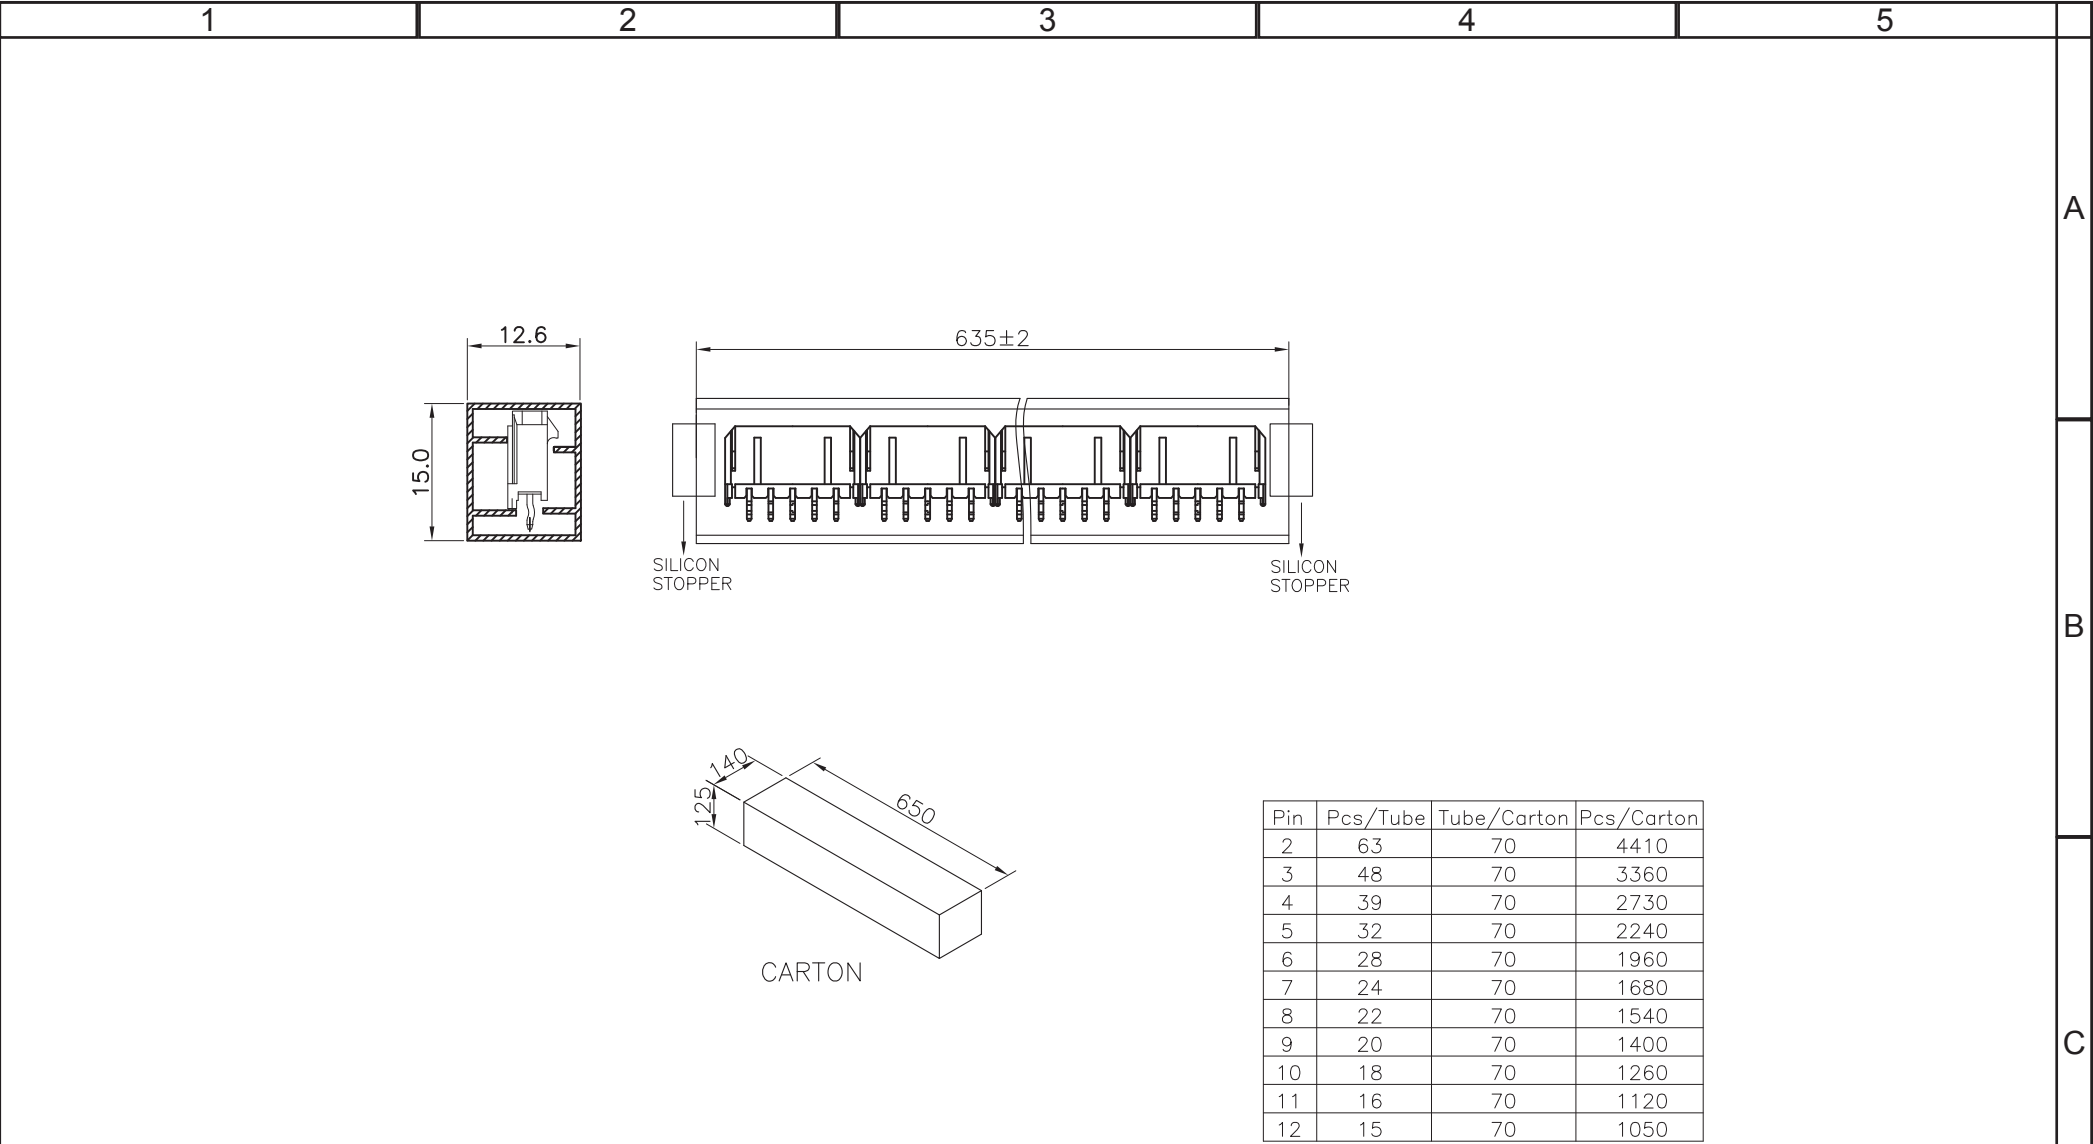 1 2 3 4 5
A
12.6
635±2
15.0
SILICON
STOPPER
SILICON
STOPPER
B
140
125
650
CARTON
Pin Pcs/Tube Tube/Carton Pcs/Carton
2 63 70 4410
3 48 70 3360
4 39 70 2730
5 32 70 2240
6 28 70 1960
7 24 70 1680
8 22 70 1540
9 20 70 1400
10 18 70 1260
11 16 70 1120
12 15 70 1050
C